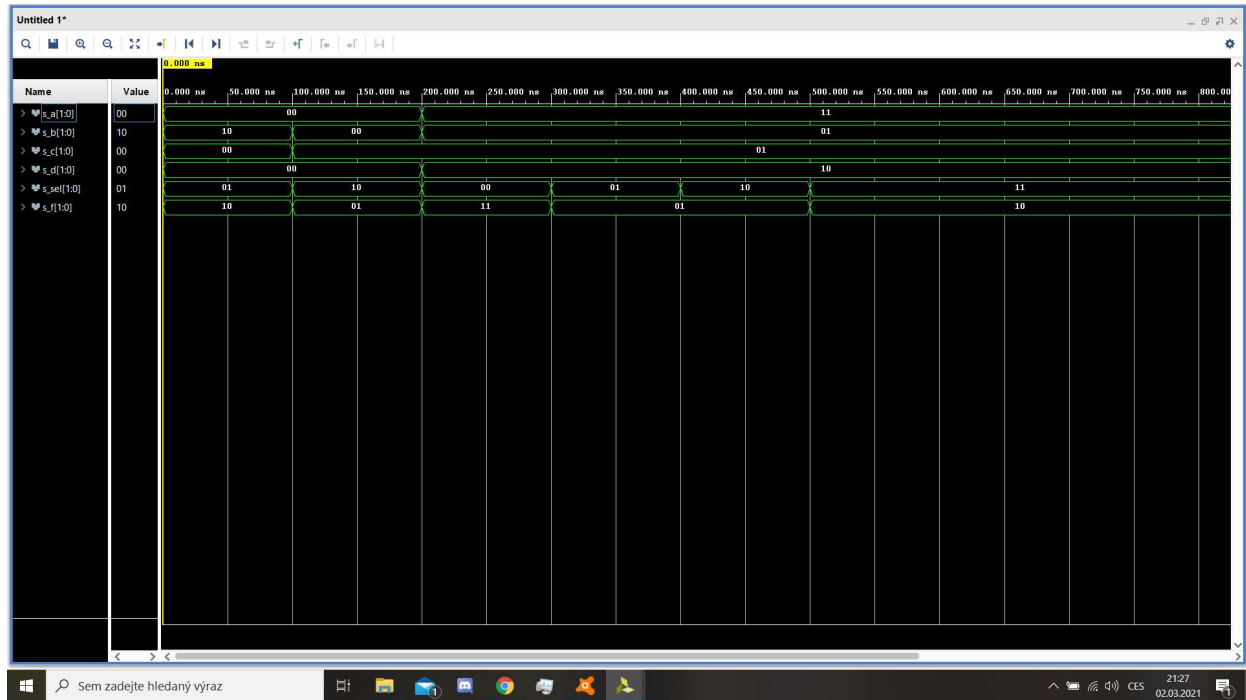 Untitled 1*
0.000 ns
Name Value 0.000 ns 50.000 ns 100.000 ns 150.000 ns 200.000 ns 250.000 ns 300.000 ns 350.000 ns 400.000 ns 450.000 ns 500.000 ns 550.000 ns 600.000 ns 650.000 ns 700.000 ns 750.000 ns 800.00
s_a[1:0] 00 00 11
s_b[1:0] 10 10 00 01
s_c[1:0] 00 00 01
s_d[1:0] 00 00 10
s_sel[1:0] 01 01 10 00 01 10 11
s_f[1:0] 10 10 01 11 01 10
Sem zadejte hledaný výraz 1 CES 21:27 1
02.03.2021